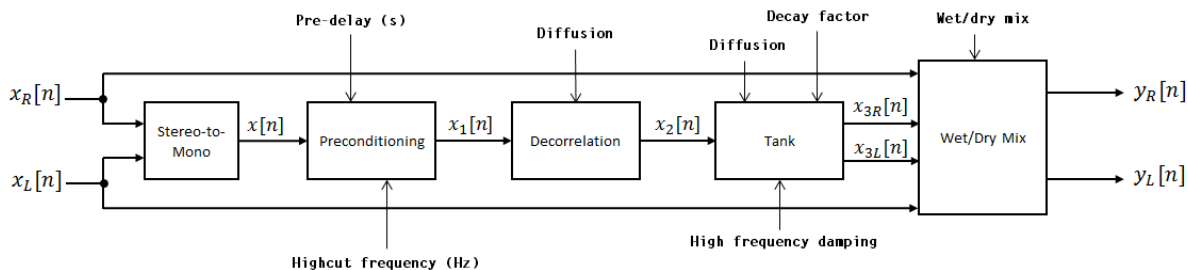 Pre-delay (s)
Diffusion
Diffusion
Decay factor
Wet/dry mix
x_R[n]
x_L[n]
Stereo-to-
Mono
x[n]
Preconditioning
x_1[n]
Decorrelation
x_2[n]
Tank
x_{3R}[n]
x_{3L}[n]
Wet/Dry Mix
y_R[n]
y_L[n]
Highcut frequency (Hz)
High frequency damping